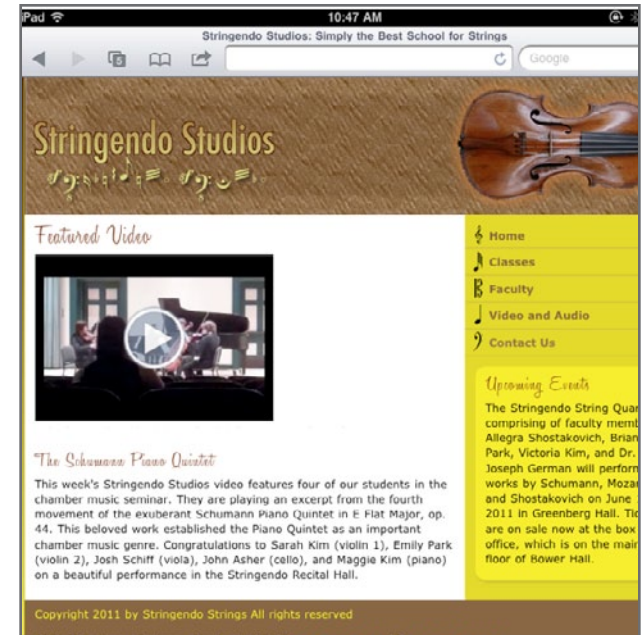 iPad
10:47 AM
Stringendo Studios: Simply the Best School for Strings
Google
Stringendo Studios
Featured Video
The Schumann Piano Quintet
This week's Stringendo Studios video features four of our students in the
chamber music seminar. They are playing an excerpt from the fourth
movement of the exuberant Schumann Piano Quintet in E Flat Major, op.
44. This beloved work established the Piano Quintet as an important
chamber music genre. Congratulations to Sarah Kim (violin 1), Emily Park
(violin 2), Josh Schiff (viola), John Asher (cello), and Maggie Kim (piano)
on a beautiful performance in the Stringendo Recital Hall.
Home
Classes
Faculty
Video and Audio
Contact Us
Upcoming Events
The Stringendo String Quar
comprising of faculty memb
Allegra Shostakovich, Brian
Park, Victoria Kim, and Dr.
Joseph German will perform
works by Schumann, Mozar
and Shostakovich on June
2011 in Greenberg Hall. Tic
are on sale now at the box
office, which is on the main
floor of Bower Hall.
Copyright 2011 by Stringendo Strings All rights reserved